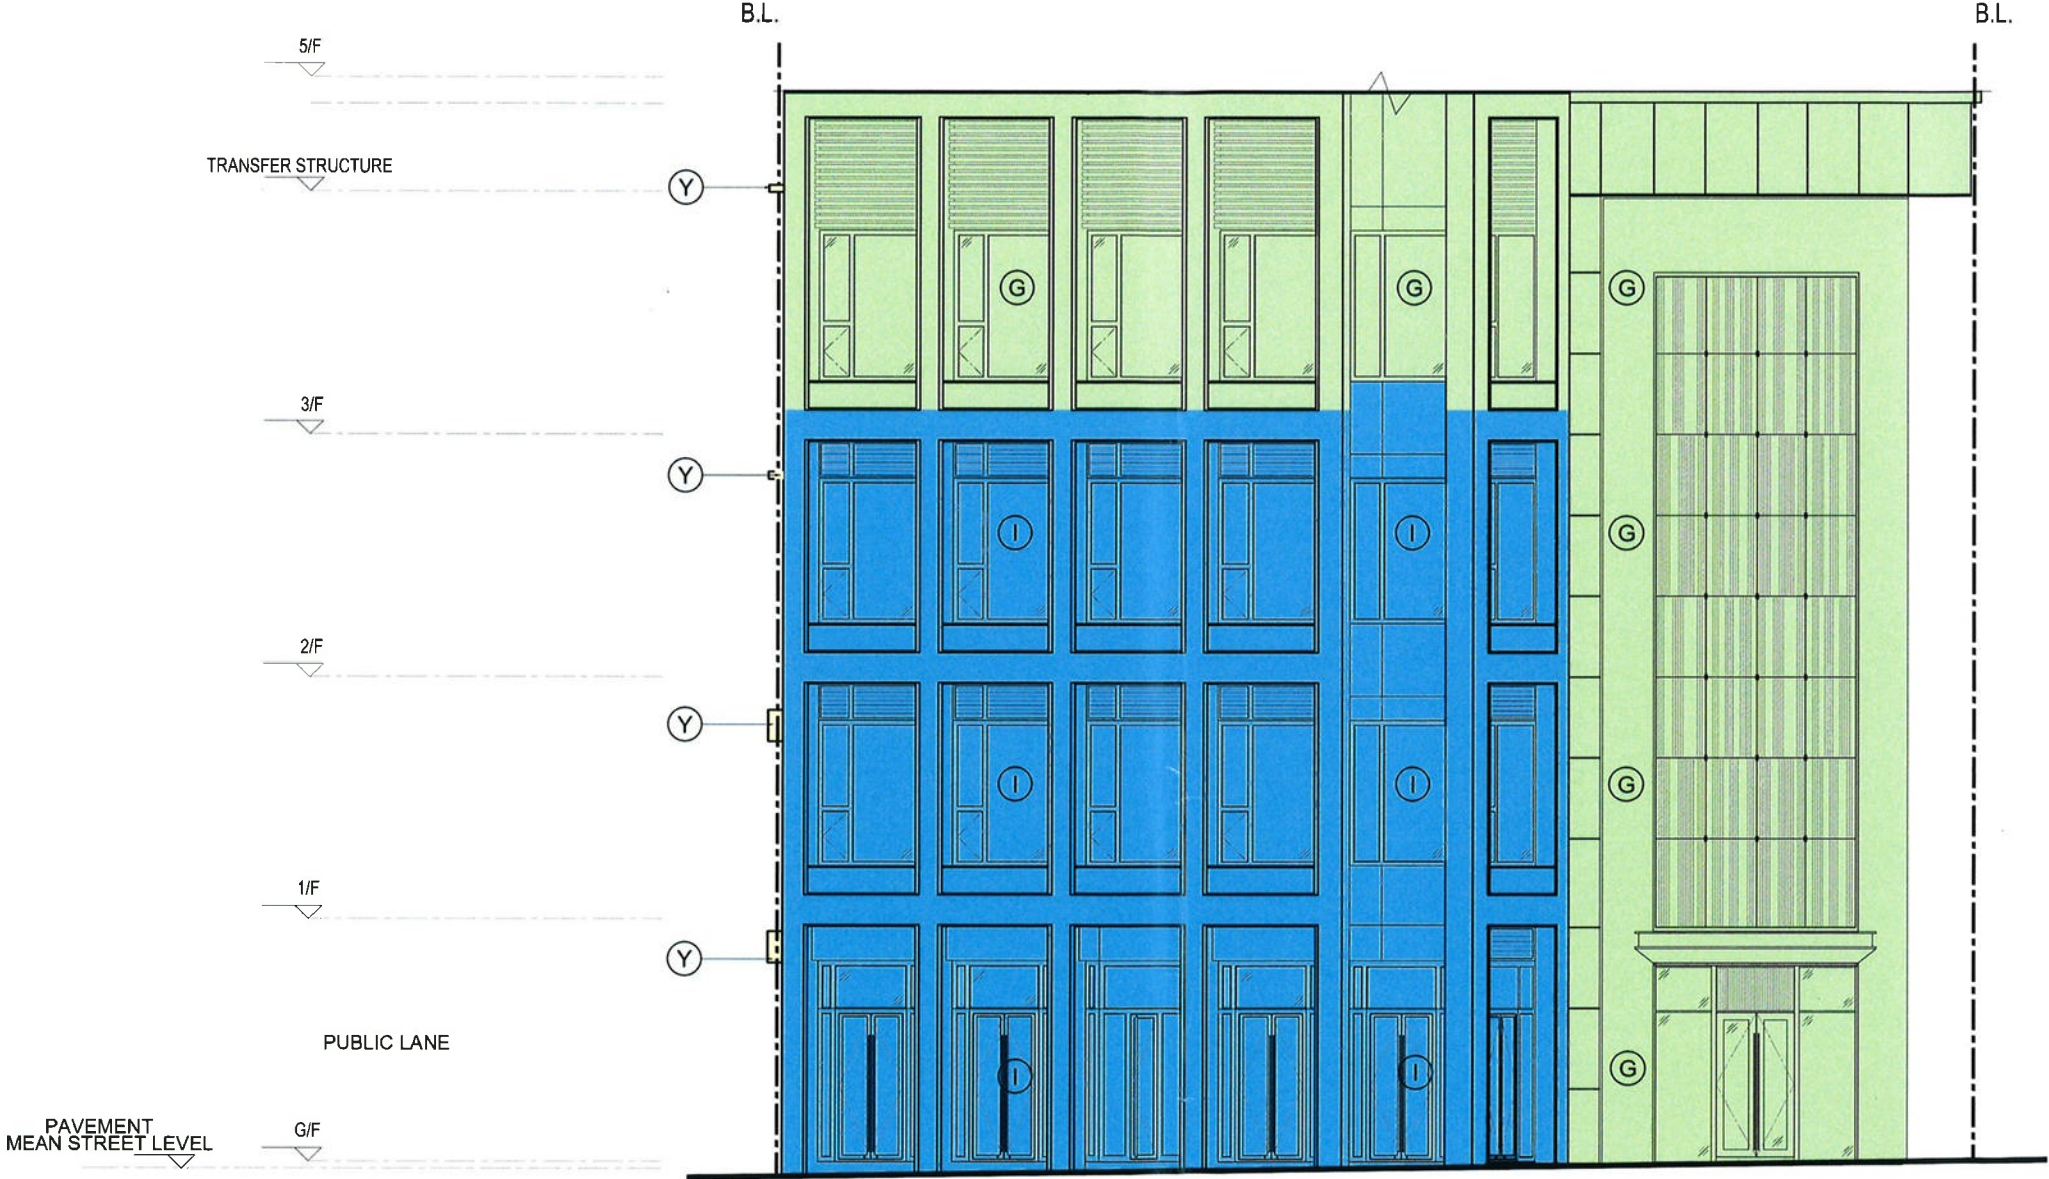 B.L.
B.L.
5/F
TRANSFER STRUCTURE
Y
G
G
G
3/F
Y
I
I
G
2/F
Y
I
I
G
1/F
Y
PUBLIC LANE
I
I
G
PAVEMENT
MEAN STREET LEVEL
G/F